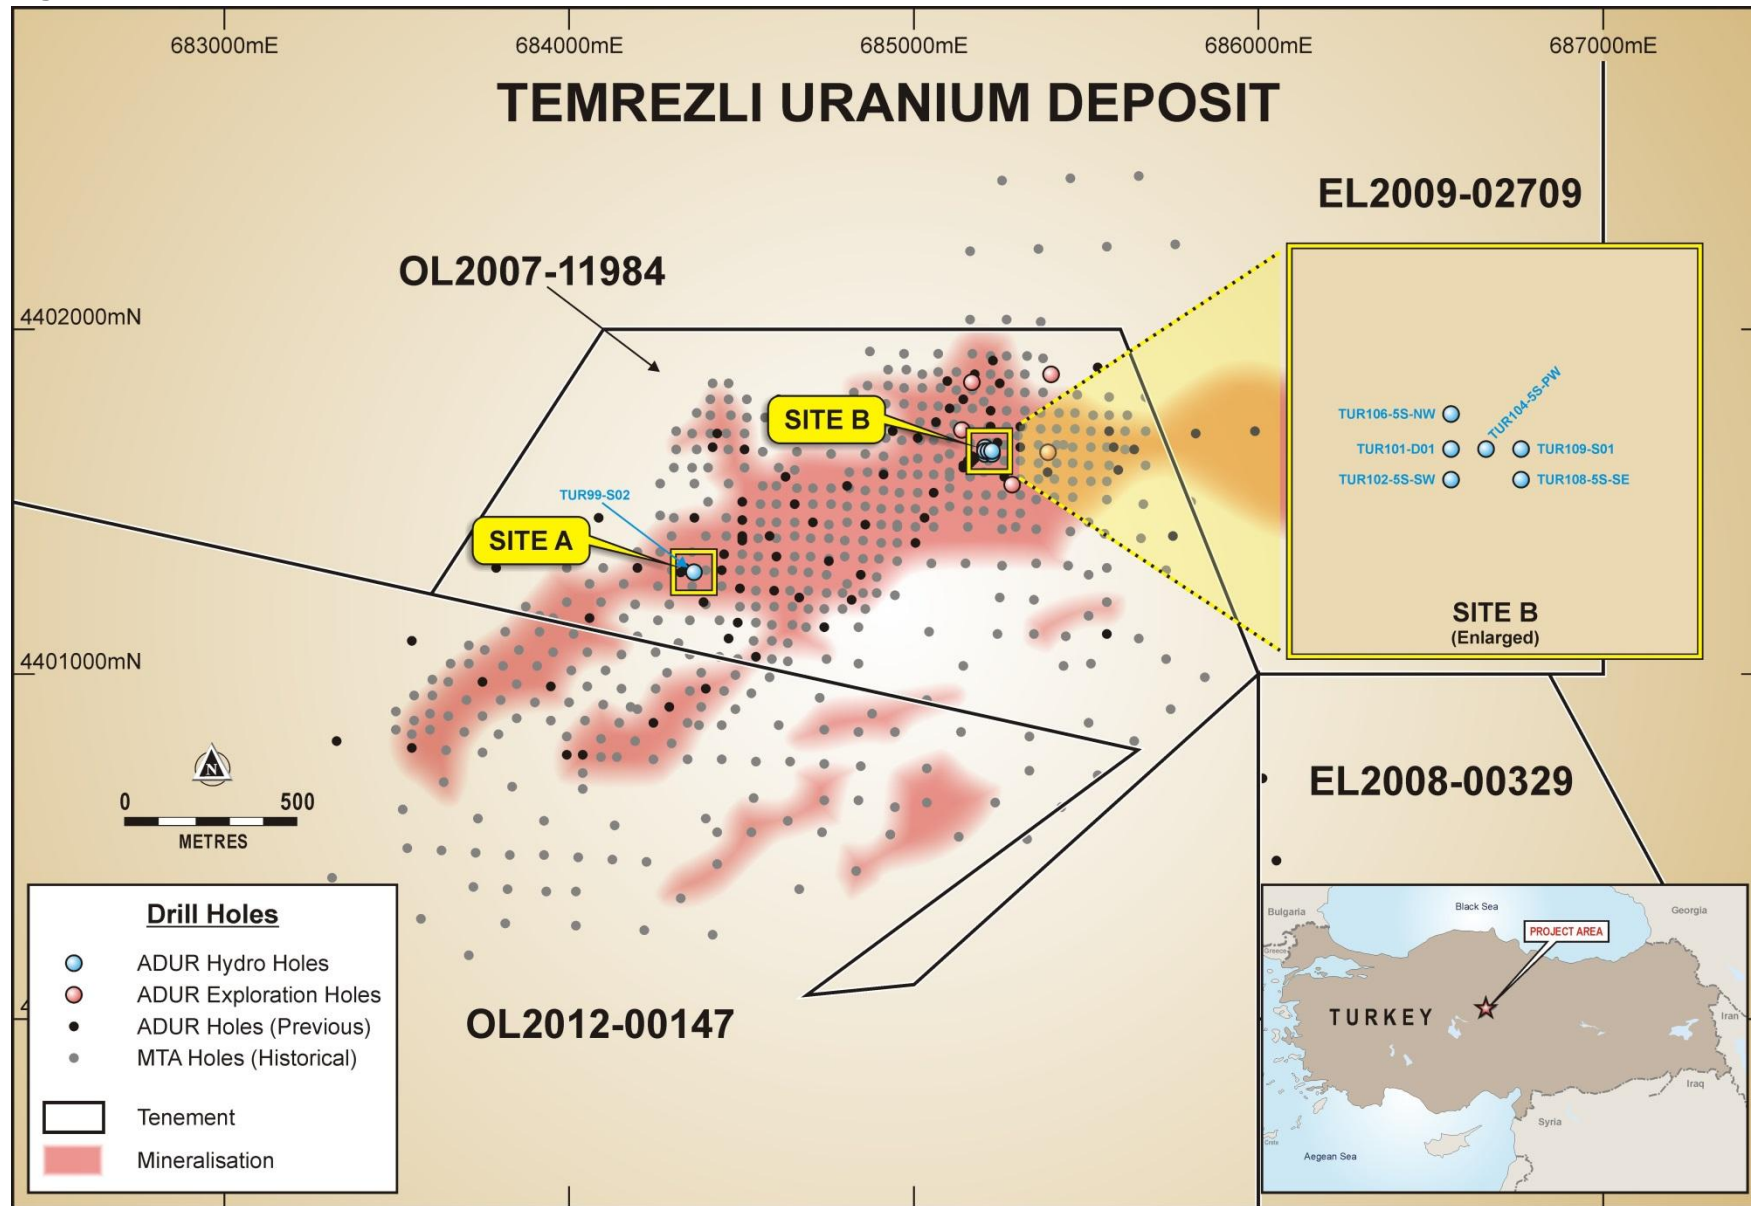 683000mE
684000mE
685000mE
686000mE
687000mE
TEMREZLI URANIUM DEPOSIT
EL2009-02709
OL2007-11984
4402000mN
SITE B
TUR104-5S-PW
TUR106-5S-NW
TUR101-D01
TUR109-S01
TUR102-5S-SW
TUR108-5S-SE
TUR99-S02
SITE A
SITE B
(Enlarged)
4401000mN
N
0
500
METRES
EL2008-00329
OL2012-00147
Drill Holes
ADUR Hydro Holes
ADUR Exploration Holes
ADUR Holes (Previous)
MTA Holes (Historical)
Tenement
Mineralisation
Bulgaria
Black Sea
Georgia
PROJECT AREA
Greece
TURKEY
Iran
Iraq
Syria
Crete
Aegean Sea